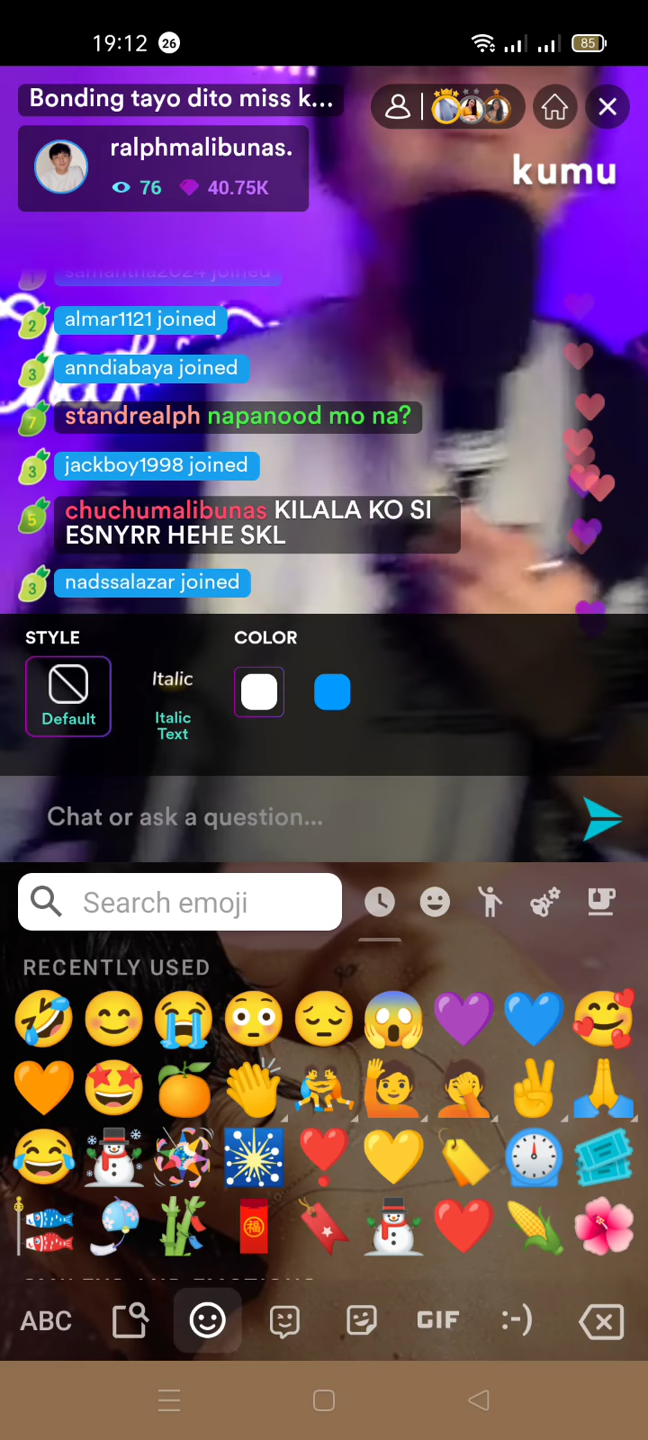 19:12 26
85
Bonding tayo dito miss k...
ralphmalibunas.
76 40.75K
kumu
samantha2024 joined
2 almar1121 joined
3 anndiabaya joined
7 standrealph napanood mo na?
3 jackboy1998 joined
5 chuchumalibunas KILALA KO SI
ESNYRR HEHE SKL
3 nadssalazar joined
STYLE COLOR
Default
Italic
Italic
Text
Chat or ask a question...
Search emoji
RECENTLY USED
ABC
GIF
:-)